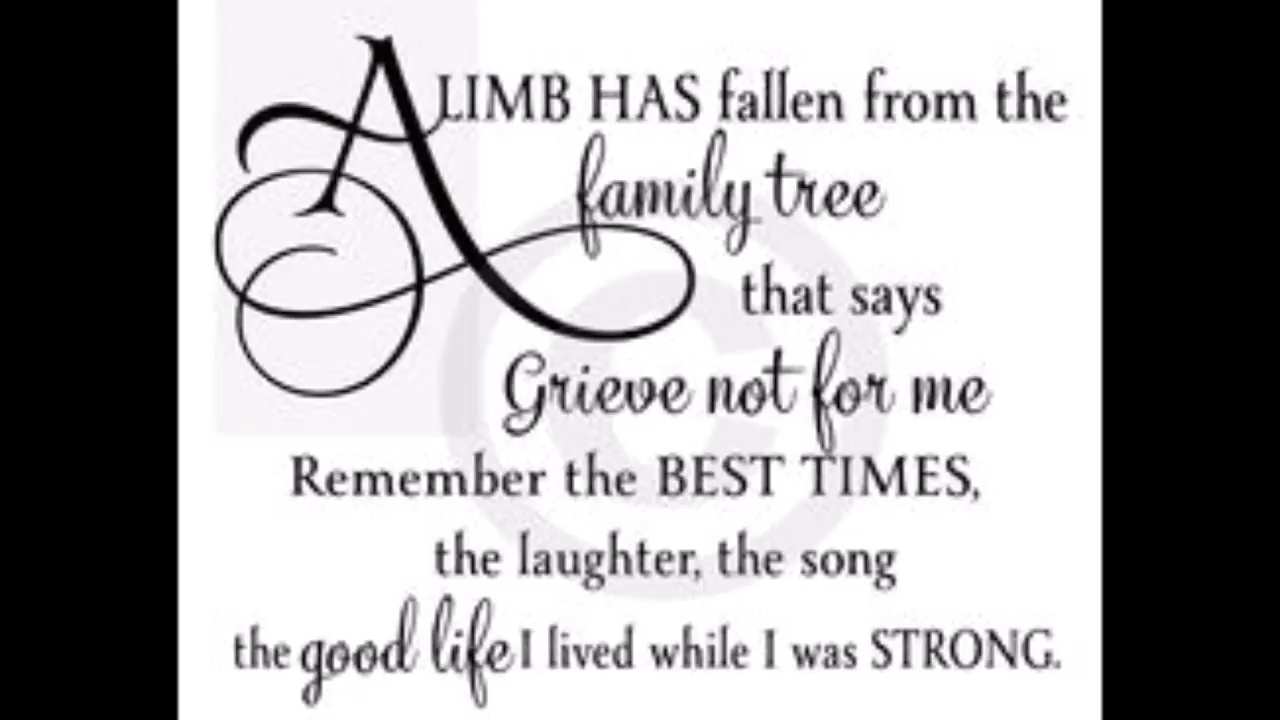 A LIMB HAS fallen from the
family tree
that says
Grieve not for me
Remember the BEST TIMES,
the laughter, the song
the good life I lived while I was STRONG.